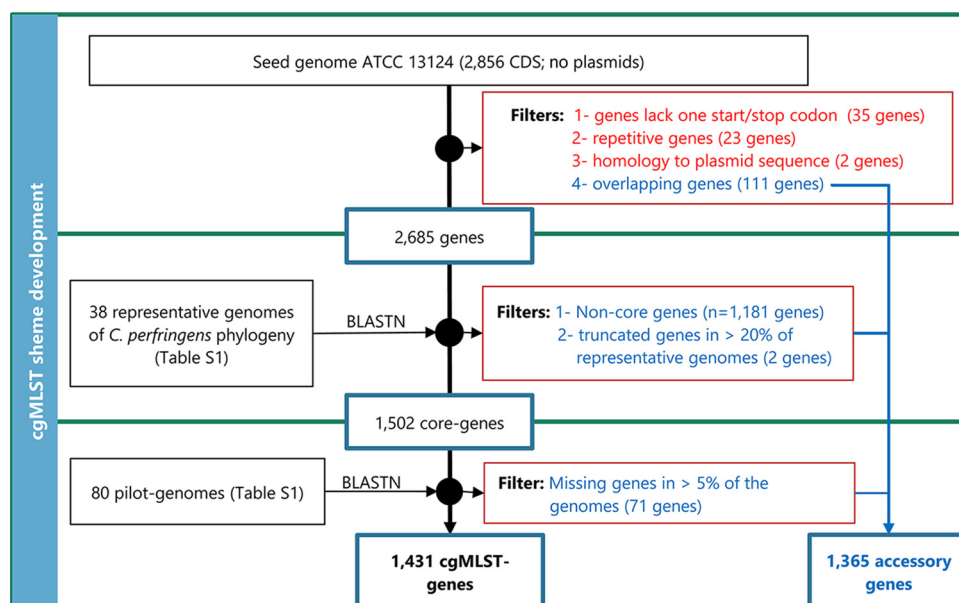 cgMLST sheme development
Seed genome ATCC 13124 (2,856 CDS; no plasmids)
Filters: 1- genes lack one start/stop codon (35 genes)
2- repetitive genes (23 genes)
3- homology to plasmid sequence (2 genes)
4- overlapping genes (111 genes)
2,685 genes
38 representative genomes
of C. perfringens phylogeny
(Table S1)
BLASTN
Filters: 1- Non-core genes (n=1,181 genes)
2- truncated genes in > 20% of
representative genomes (2 genes)
1,502 core-genes
80 pilot-genomes (Table S1)
BLASTN
Filter: Missing genes in > 5% of the
genomes (71 genes)
1,431 cgMLST-
genes
1,365 accessory
genes